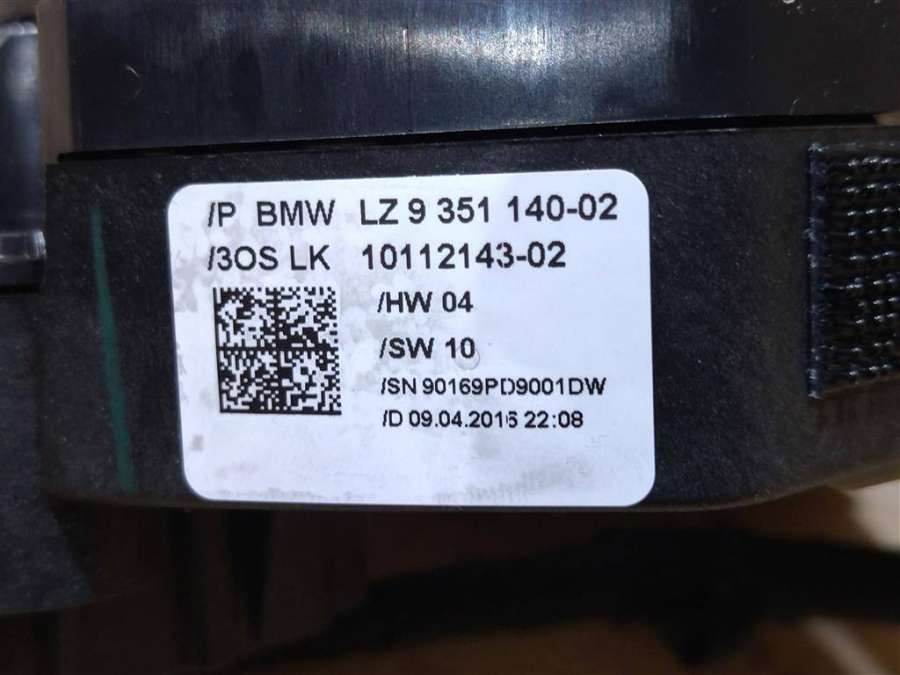 /P BMW LZ 9 351 140-02
/3OS LK 10112143-02
/HW 04
/SW 10
/SN 90169PD9001DW
/D 09.04.2016 22:08